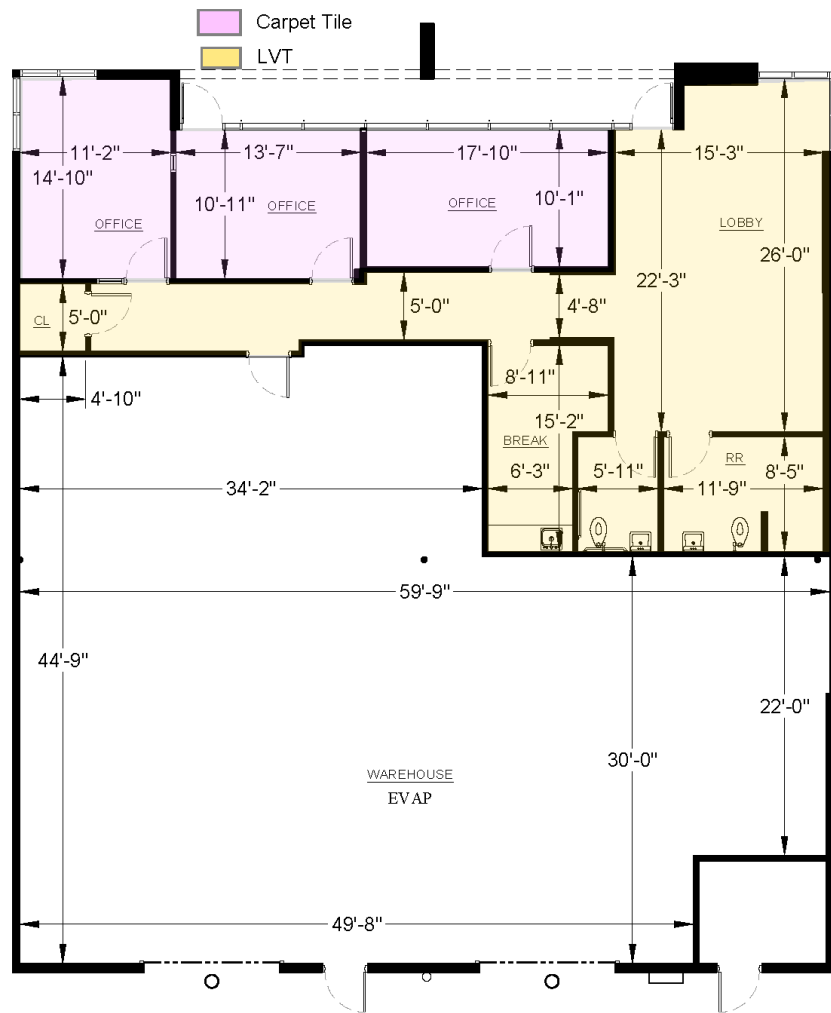 Carpet Tile
LVT
11'-2"
13'-7"
17'-10"
15'-3"
14'-10"
10'-11"
OFFICE
OFFICE
OFFICE
10'-1"
LOBBY
26'-0"
22'-3"
CL
5'-0"
5'-0"
4'-8"
4'-10"
8'-11"
15'-2"
BREAK
RR
34'-2"
6'-3"
5'-11"
11'-9"
8'-5"
59'-9"
44'-9"
22'-0"
30'-0"
WAREHOUSE
EVAP
49'-8"